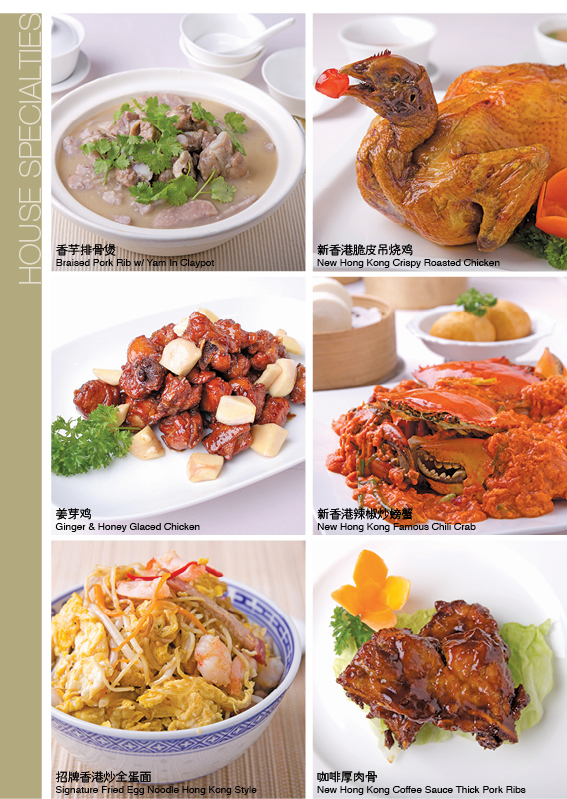 HOUSE SPECIALTIES
香芋排骨煲
Braised Pork Rib w/ Yam In Claypot
新香港脆皮吊烧鸡
New Hong Kong Crispy Roasted Chicken
姜芽鸡
Ginger & Honey Glaced Chicken
新香港辣椒炒螃蟹
New Hong Kong Famous Chili Crab
招牌香港炒全蛋面
Signature Fried Egg Noodle Hong Kong Style
咖啡厚肉骨
New Hong Kong Coffee Sauce Thick Pork Ribs